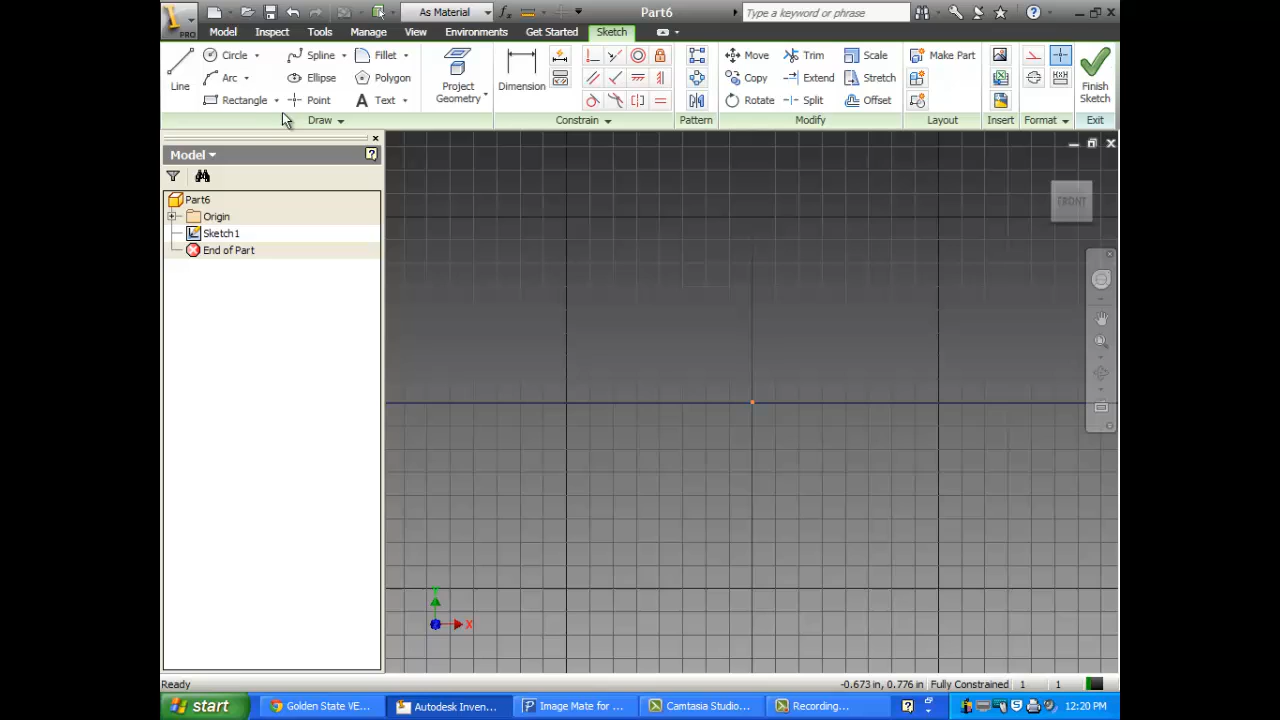 As Material
Part6
Type a keyword or phrase
PRO
Model
Inspect
Tools
Manage
View
Environments
Get Started
Sketch
Line
Circle
Arc
Rectangle
Spline
Ellipse
Point
Fillet
Polygon
Text
Draw
Project
Geometry
Dimension
Constrain
Pattern
Move
Copy
Rotate
Trim
Extend
Split
Scale
Stretch
Offset
Modify
Make Part
Layout
Insert
Format
Finish
Sketch
Exit
Model
Part6
Origin
Sketch1
End of Part
FRONT
Y
X
Ready
-0.673 in, 0.776 in
Fully Constrained
1
1
start
Golden State VE...
Autodesk Inven...
Image Mate for ...
Camtasia Studio...
Recording...
12:20 PM